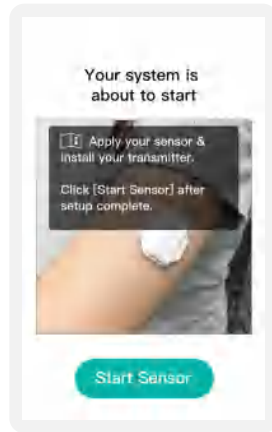 Your system is
about to start
Apply your sensor &
install your transmitter.
Click [Start Sensor] after
setup complete.
Start Sensor